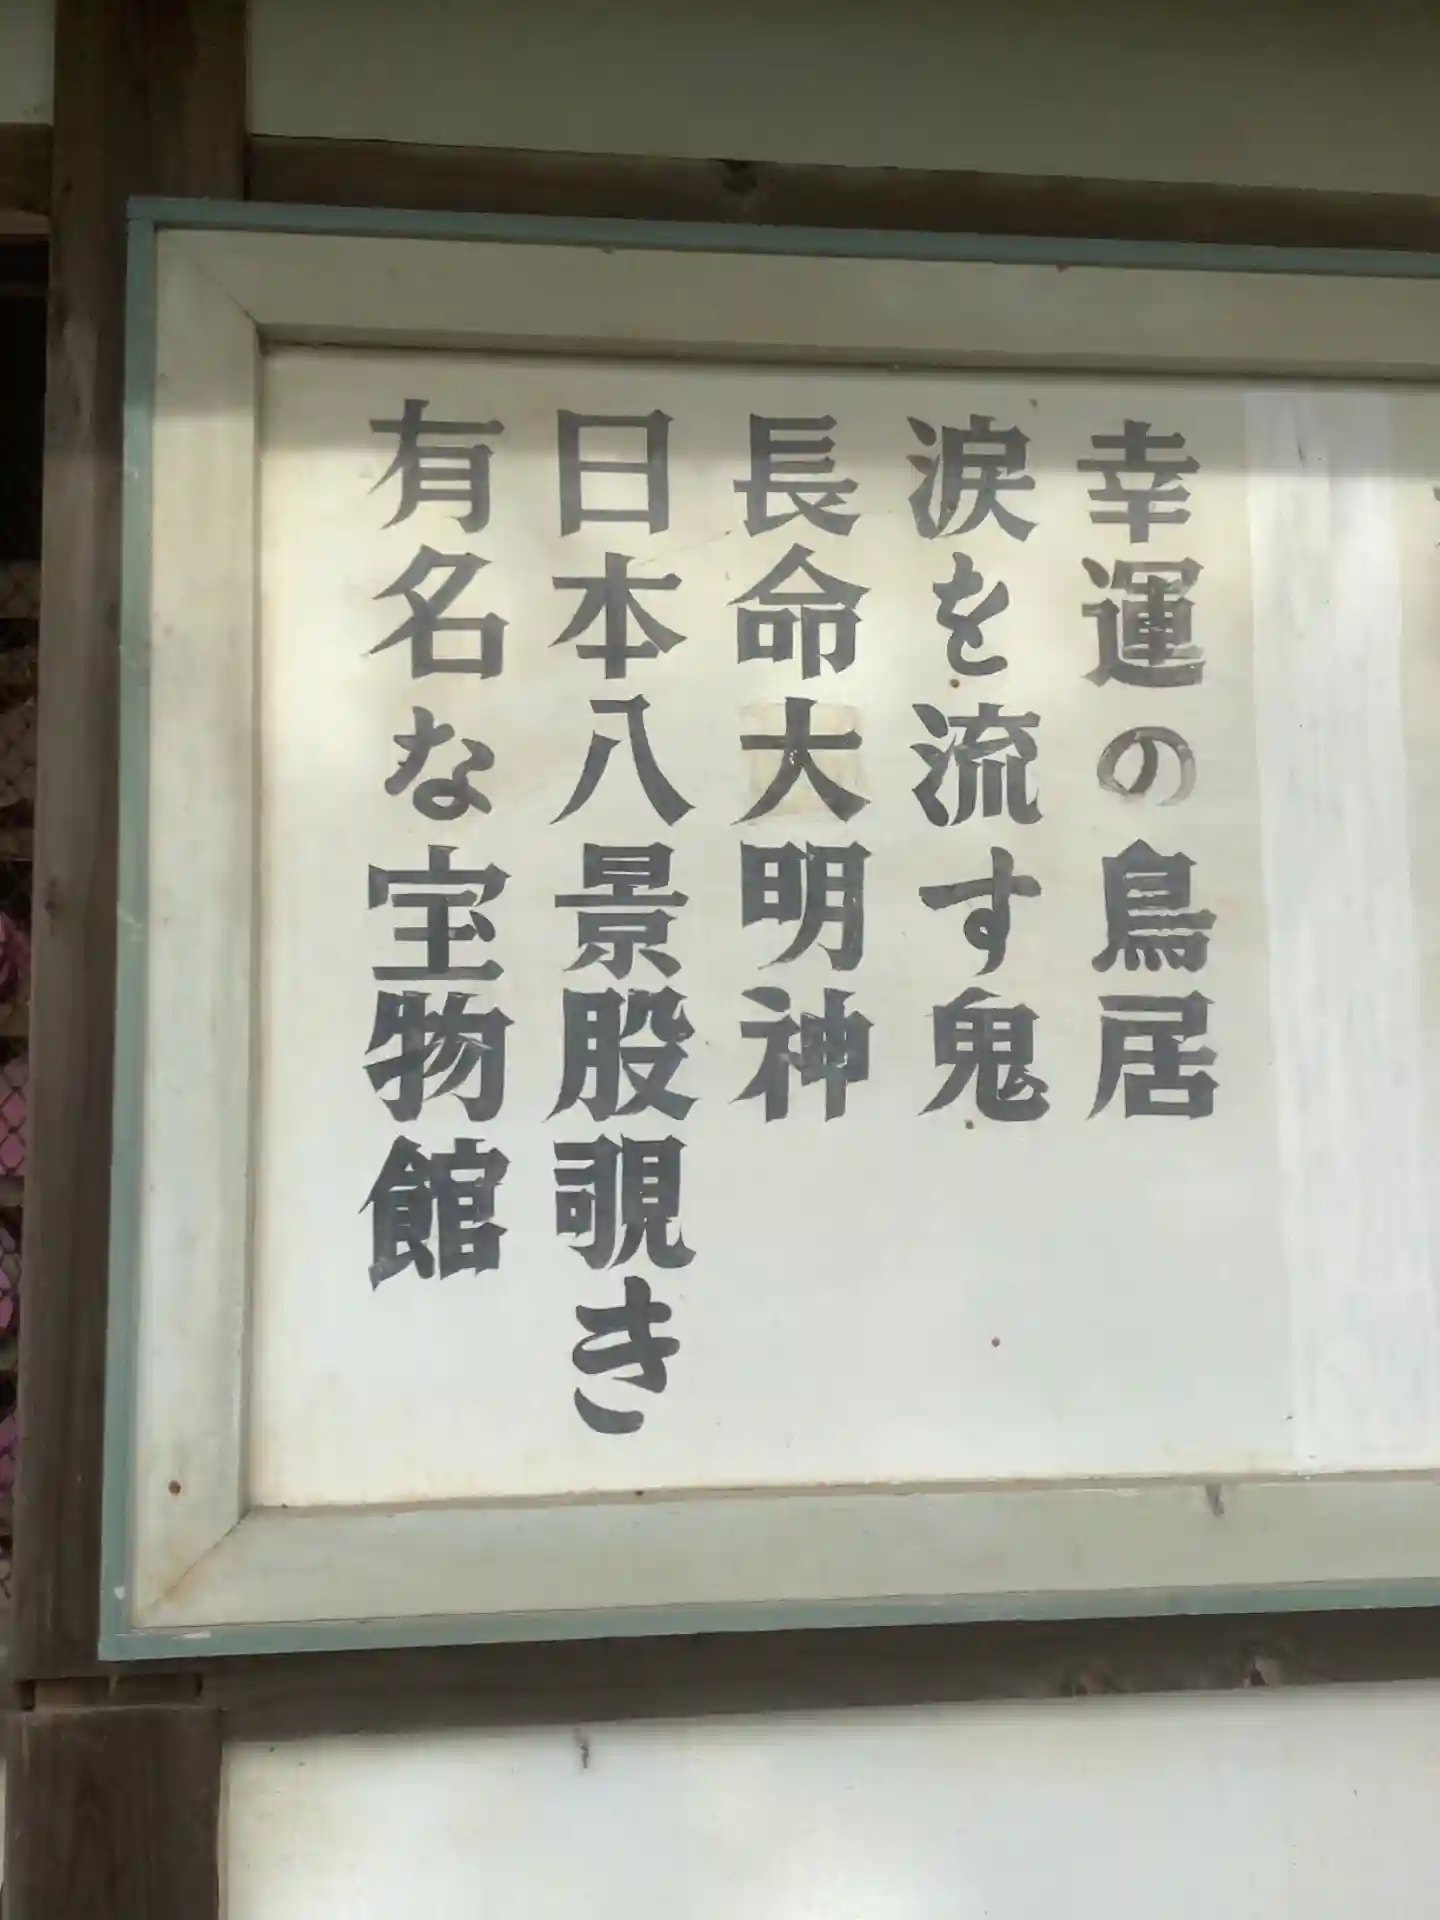 幸運の鳥居
涙を流す鬼
長命大明神
日本八景股覗き
有名な宝物館